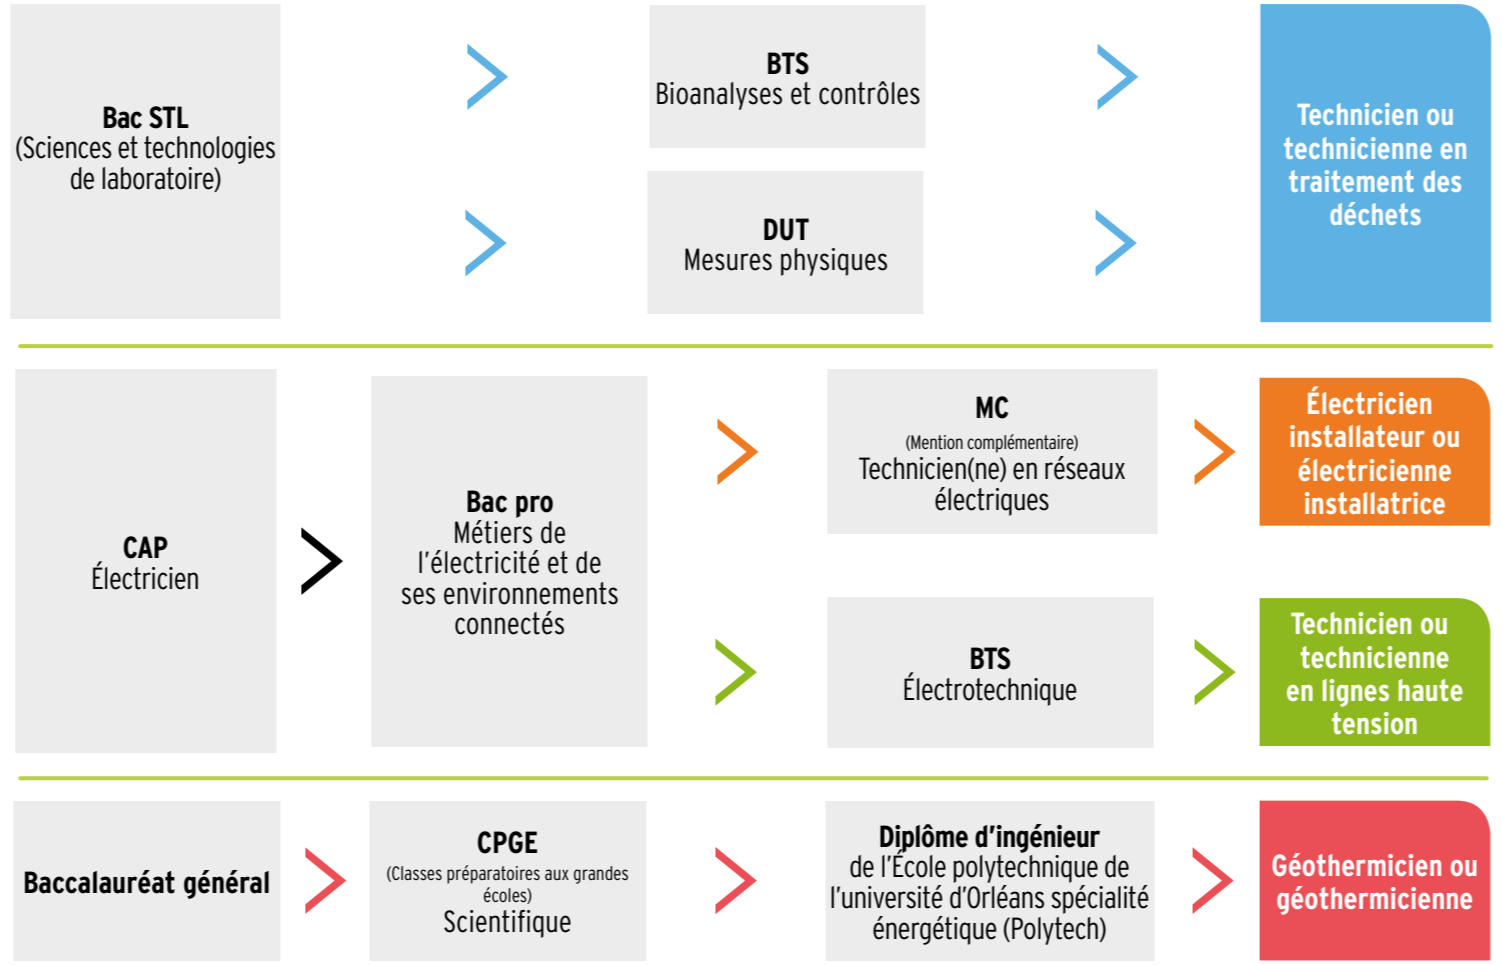 Bac STL
(Sciences et technologies
de laboratoire)
BTS
Bioanalyses et contrôles
DUT
Mesures physiques
Technicien ou
technicienne en
traitement des
déchets
CAP
Électricien
Bac pro
Métiers de
l'électricité et de
ses environnements
connectés
MC
(Mention complémentaire)
Technicien(ne) en réseaux
électriques
Électricien
installateur ou
électricienne
installatrice
BTS
Électrotechnique
Technicien ou
technicienne
en lignes haute
tension
Baccalauréat général
CPGE
(Classes préparatoires aux grandes
écoles)
Scientifique
Diplôme d'ingénieur
de l'École polytechnique de
l'université d'Orléans spécialité
énergétique (Polytech)
Géothermicien ou
géothermicienne